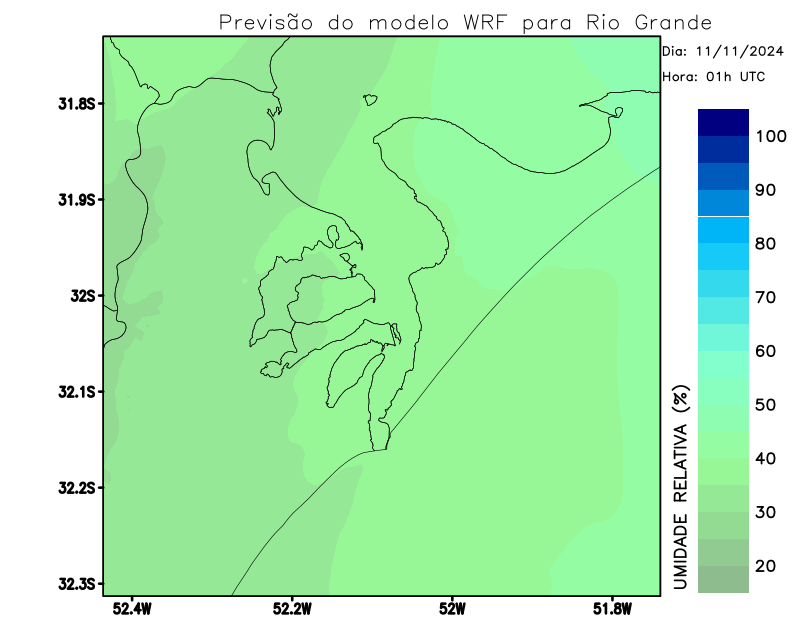 Previsão do modelo WRF para Rio Grande
Dia: 11/11/2024
Hora: 01h UTC
31.8S
31.9S
32S
32.1S
32.2S
32.3S
52.4W
52.2W
52W
51.8W
UMIDADE RELATIVA (%)
100
90
80
70
60
50
40
30
20